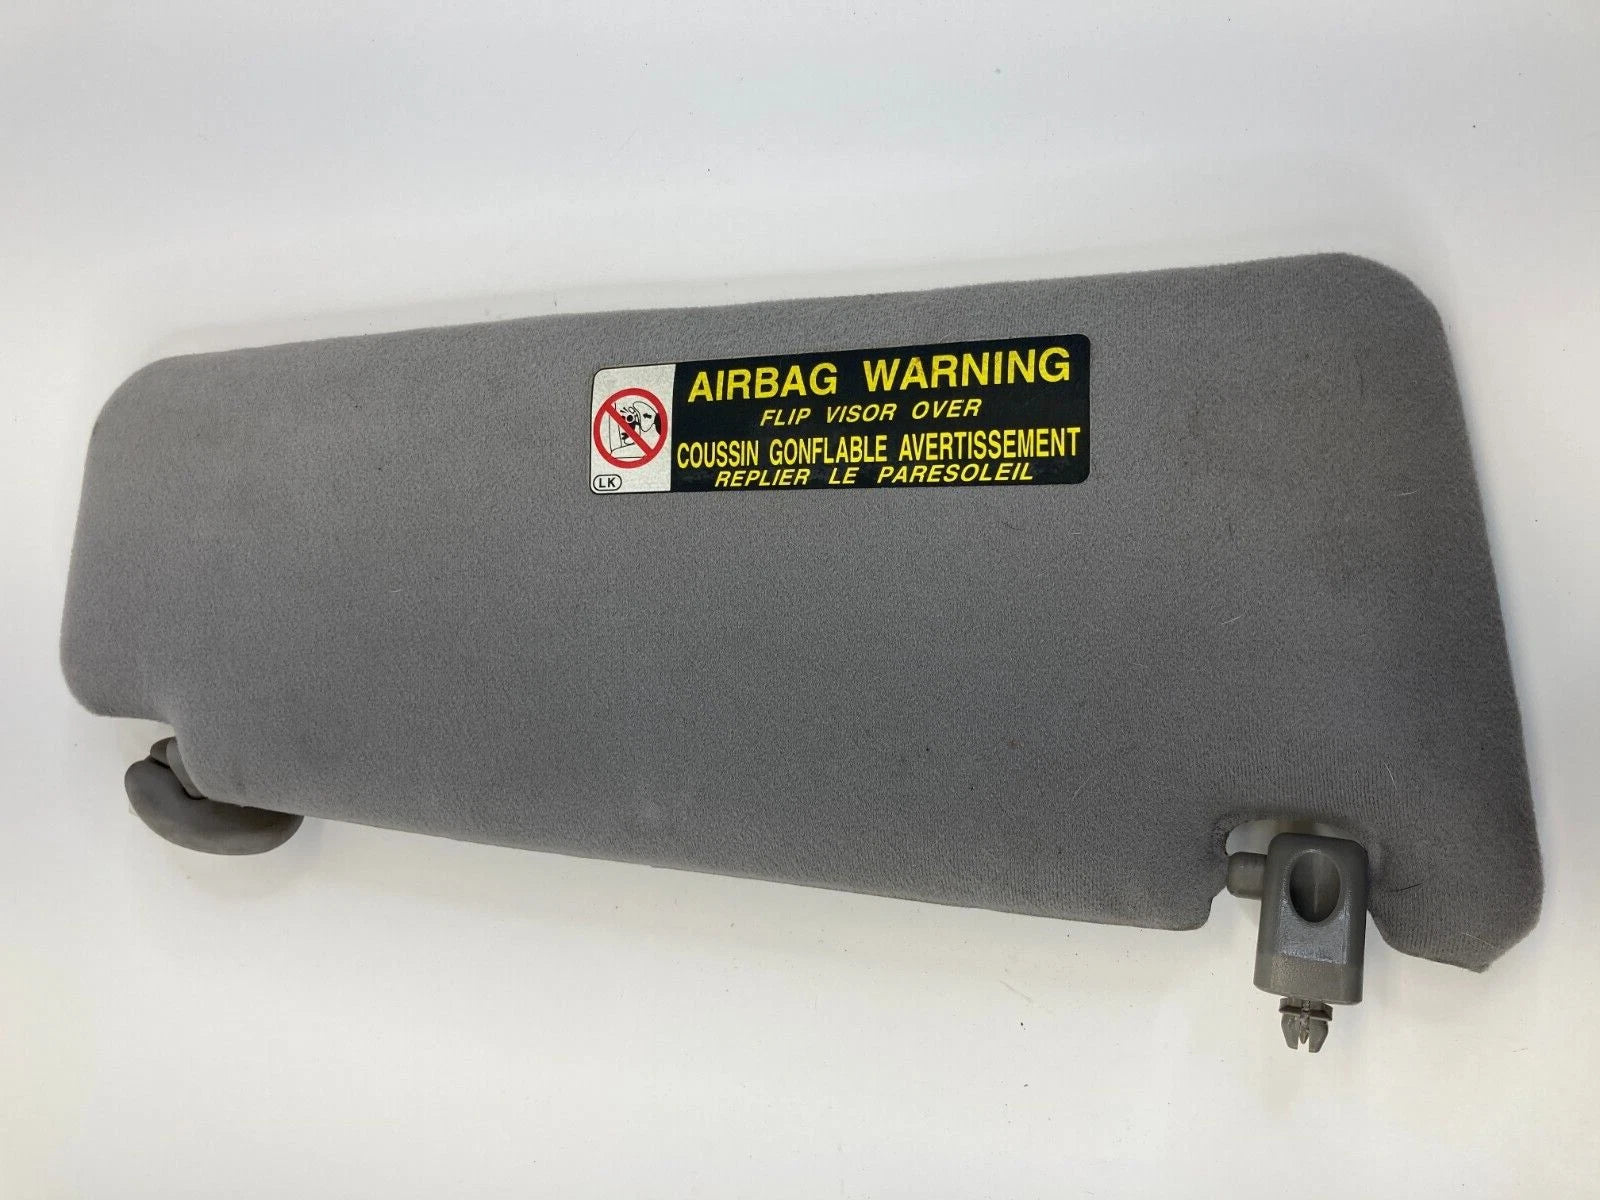 AIRBAG WARNING
FLIP VISOR OVER
COUSSIN GONFLABLE AVERTISSEMENT
REPLIER LE PARESOLEIL
LK